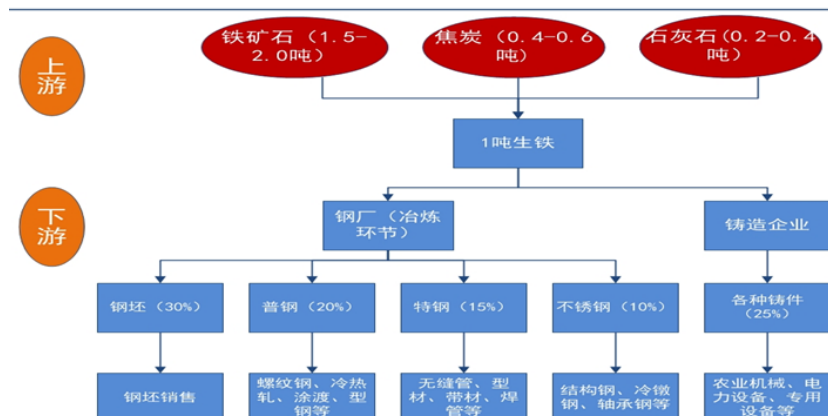 铁矿石（1.5-
2.0吨）
焦炭（0.4-0.6
吨）
石灰石(0.2-0.4
吨）
上
游
1吨生铁
下
游
钢厂（冶炼
环节）
铸造企业
钢坯（30%）
普钢（20%）
特钢（15%）
不锈钢（10%）
各种铸件
（25%）
钢坯销售
螺纹钢、冷热
轧、涂渡、型
钢等
无缝管、型
材、带材、焊
管等
结构钢、冷镦
钢、轴承钢等
农业机械、电
力设备、专用
设备等